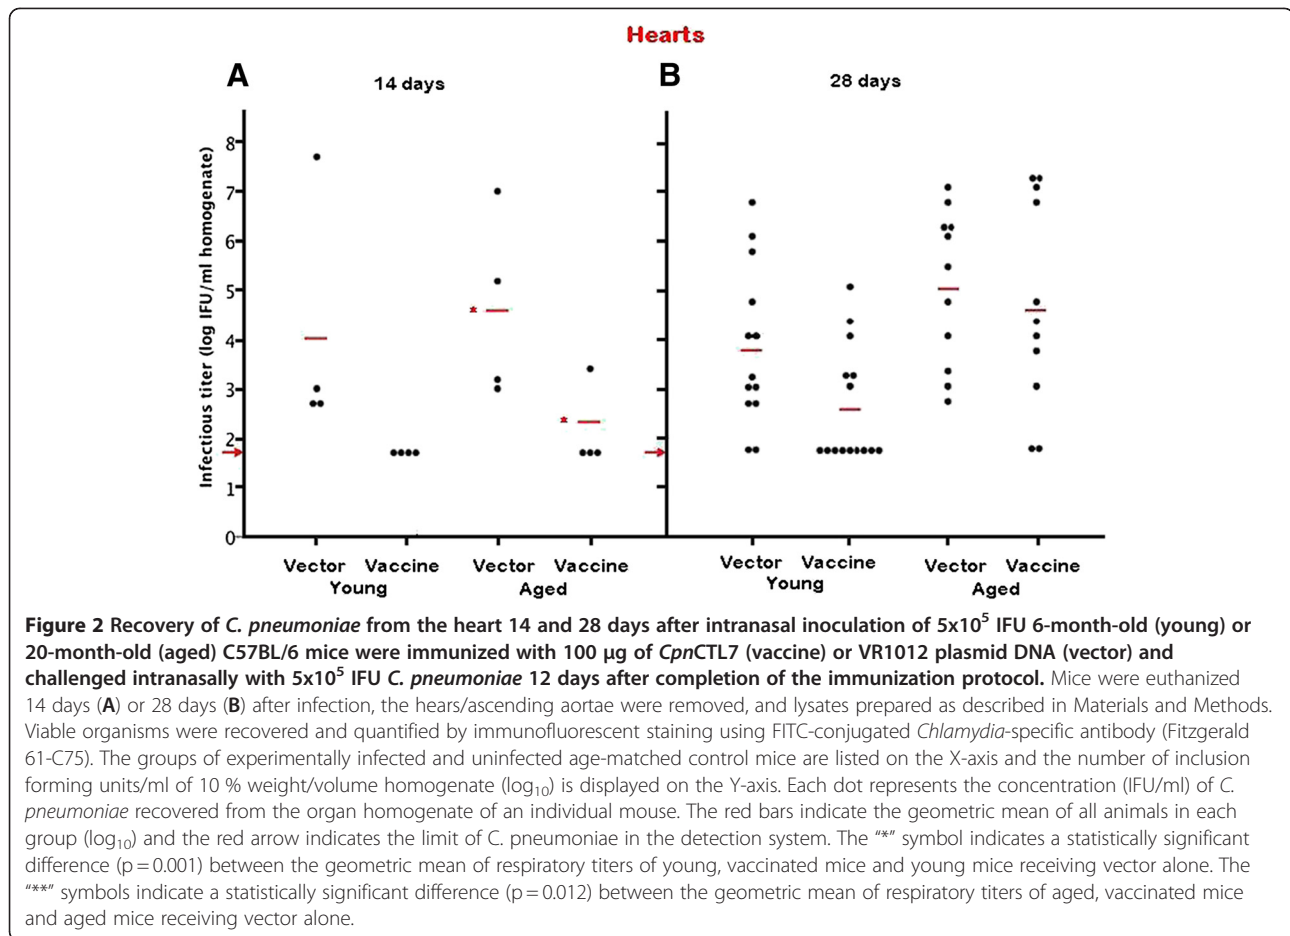 Hearts
A
14 days
B
28 days
Infectious titer (log IFU/ml homogenate)
8
7
6
5
4
3
2
1
0
*
*
Vector Vaccine Vector Vaccine
Young Aged
Vector Vaccine Vector Vaccine
Young Aged
Figure 2 Recovery of C. pneumoniae from the heart 14 and 28 days after intranasal inoculation of 5x10⁵ IFU 6-month-old (young) or
20-month-old (aged) C57BL/6 mice were immunized with 100 μg of CpnCTL7 (vaccine) or VR1012 plasmid DNA (vector) and
challenged intranasally with 5x10⁵ IFU C. pneumoniae 12 days after completion of the immunization protocol. Mice were euthanized
14 days (A) or 28 days (B) after infection, the hears/ascending aortae were removed, and lysates prepared as described in Materials and Methods.
Viable organisms were recovered and quantified by immunofluorescent staining using FITC-conjugated Chlamydia-specific antibody (Fitzgerald
61-C75). The groups of experimentally infected and uninfected age-matched control mice are listed on the X-axis and the number of inclusion
forming units/ml of 10 % weight/volume homogenate (log₁₀) is displayed on the Y-axis. Each dot represents the concentration (IFU/ml) of C.
pneumoniae recovered from the organ homogenate of an individual mouse. The red bars indicate the geometric mean of all animals in each
group (log₁₀) and the red arrow indicates the limit of C. pneumoniae in the detection system. The “*” symbol indicates a statistically significant
difference (p = 0.001) between the geometric mean of respiratory titers of young, vaccinated mice and young mice receiving vector alone. The
“**” symbols indicate a statistically significant difference (p = 0.012) between the geometric mean of respiratory titers of aged, vaccinated mice
and aged mice receiving vector alone.